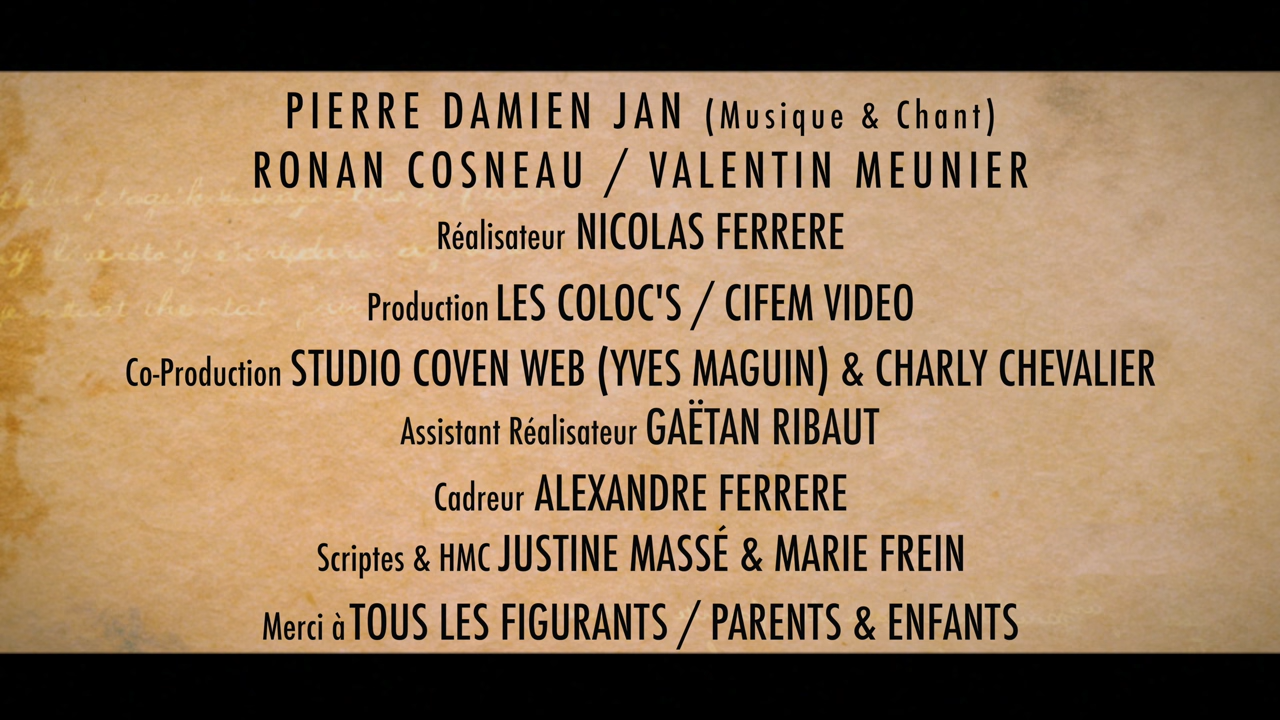 PIERRE DAMIEN JAN (Musique & Chant)
RONAN COSNEAU / VALENTIN MEUNIER
Réalisateur NICOLAS FERRERE
Production LES COLOC'S / CIFEM VIDEO
Co-Production STUDIO COVEN WEB (YVES MAGUIN) & CHARLY CHEVALIER
Assistant Réalisateur GAËTAN RIBAUT
Cadreur ALEXANDRE FERRERE
Scriptes & HMC JUSTINE MASSÉ & MARIE FREIN
Merci à TOUS LES FIGURANTS / PARENTS & ENFANTS